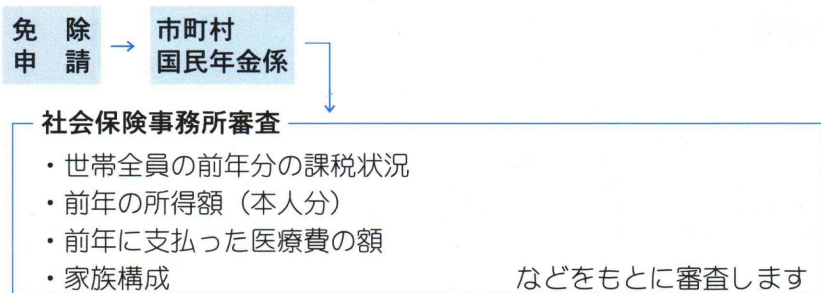 免除
申請
→
市町村
国民年金係
社会保険事務所審査
・世帯全員の前年分の課税状況
・前年の所得額（本人分）
・前年に支払った医療費の額
・家族構成 などをもとに審査します